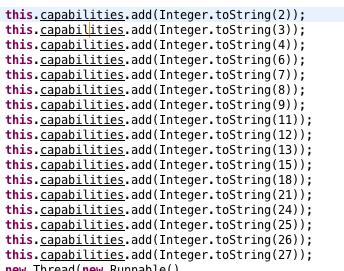 this.capabilities.add(Integer.toString(2));
this.capabilities.add(Integer.toString(3));
this.capabilities.add(Integer.toString(4));
this.capabilities.add(Integer.toString(6));
this.capabilities.add(Integer.toString(7));
this.capabilities.add(Integer.toString(8));
this.capabilities.add(Integer.toString(9));
this.capabilities.add(Integer.toString(11));
this.capabilities.add(Integer.toString(12));
this.capabilities.add(Integer.toString(13));
this.capabilities.add(Integer.toString(15));
this.capabilities.add(Integer.toString(18));
this.capabilities.add(Integer.toString(21));
this.capabilities.add(Integer.toString(24));
this.capabilities.add(Integer.toString(25));
this.capabilities.add(Integer.toString(26));
this.capabilities.add(Integer.toString(27));
new Thread(new Runnable()